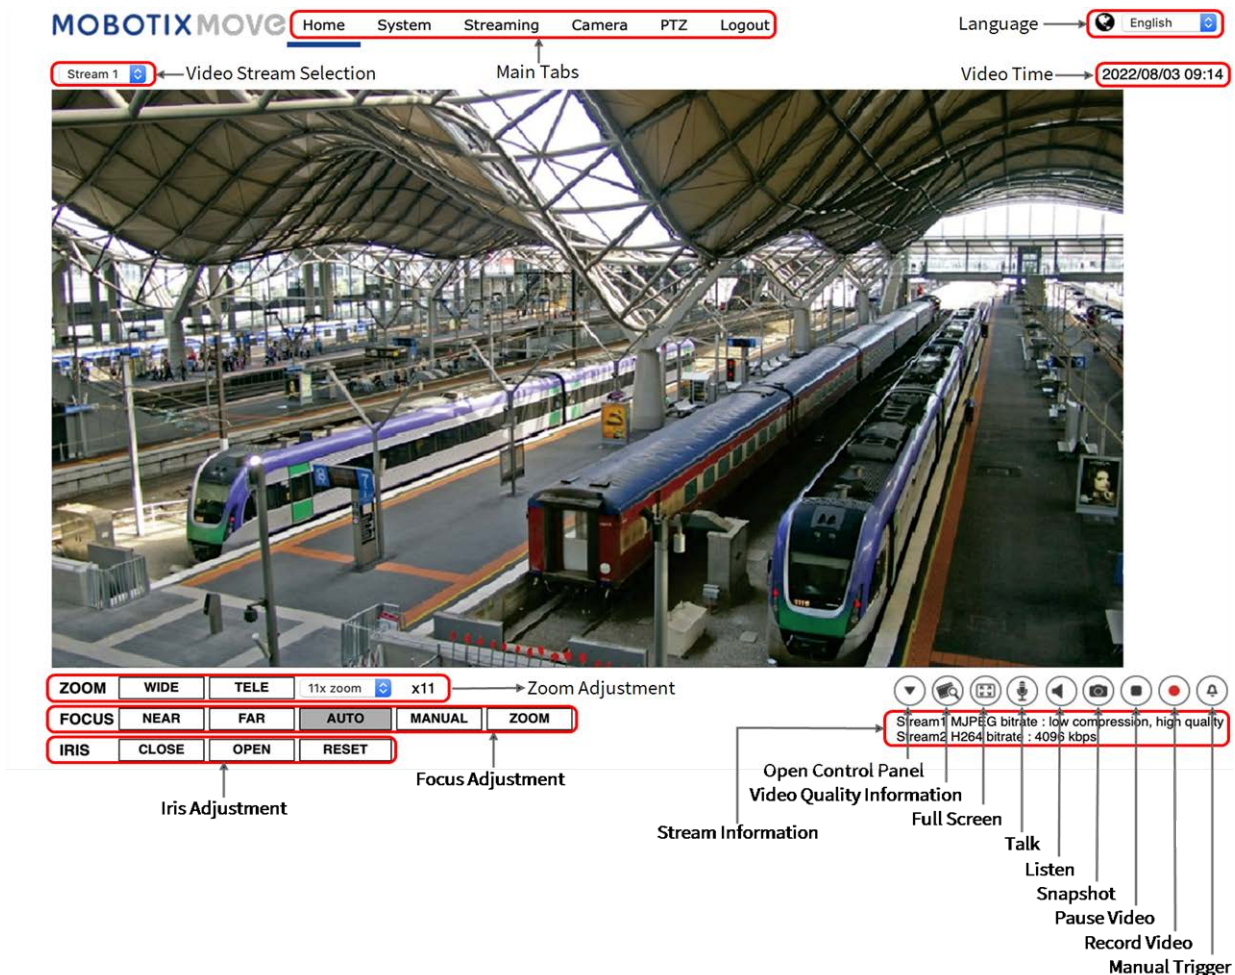 MOBOTIX MOVE
Home System Streaming Camera PTZ Logout
Language
English
Stream 1
Video Stream Selection
Main Tabs
Video Time
2022/08/03 09:14
8
7
ZOOM WIDE TELE 11x zoom x11
Zoom Adjustment
FOCUS NEAR FAR AUTO MANUAL ZOOM
IRIS CLOSE OPEN RESET
Stream1 MJPEG bitrate : low compression, high quality
Stream2 H264 bitrate : 4096 kbps
Focus Adjustment
Iris Adjustment
Open Control Panel
Video Quality Information
Full Screen
Stream Information
Talk
Listen
Snapshot
Pause Video
Record Video
Manual Trigger